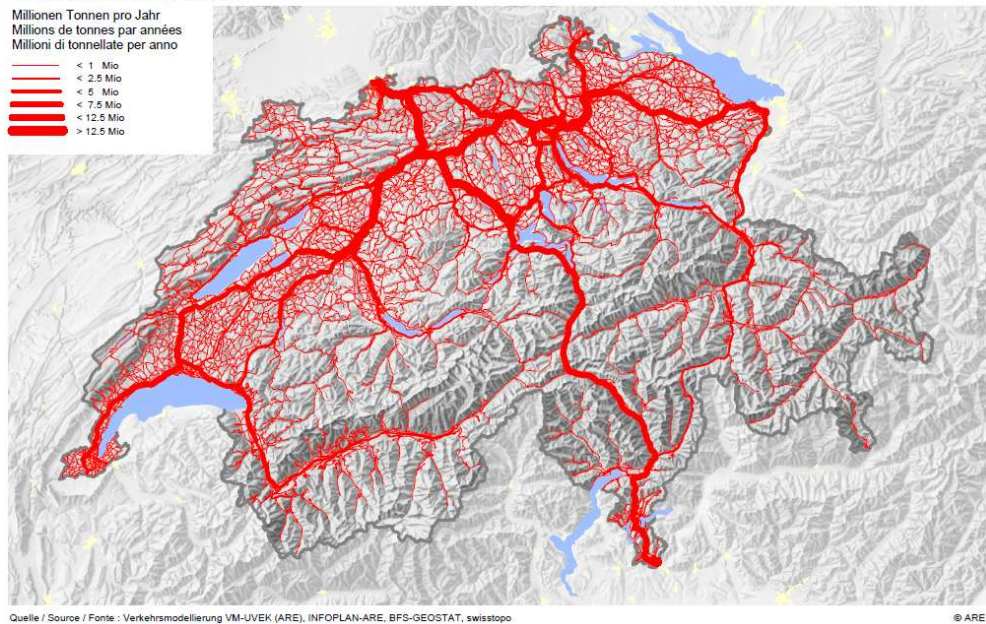 Millionen Tonnen pro Jahr
Millions de tonnes par années
Millioni di tonnellate per anno
< 1 Mio
< 2.5 Mio
< 5 Mio
< 7.5 Mio
< 12.5 Mio
> 12.5 Mio
Quelle / Source / Fonte : Verkehrsmodellierung VM-UVEK (ARE), INFOPLAN-ARE, BFS-GEOSTAT, swisstopo
© ARE